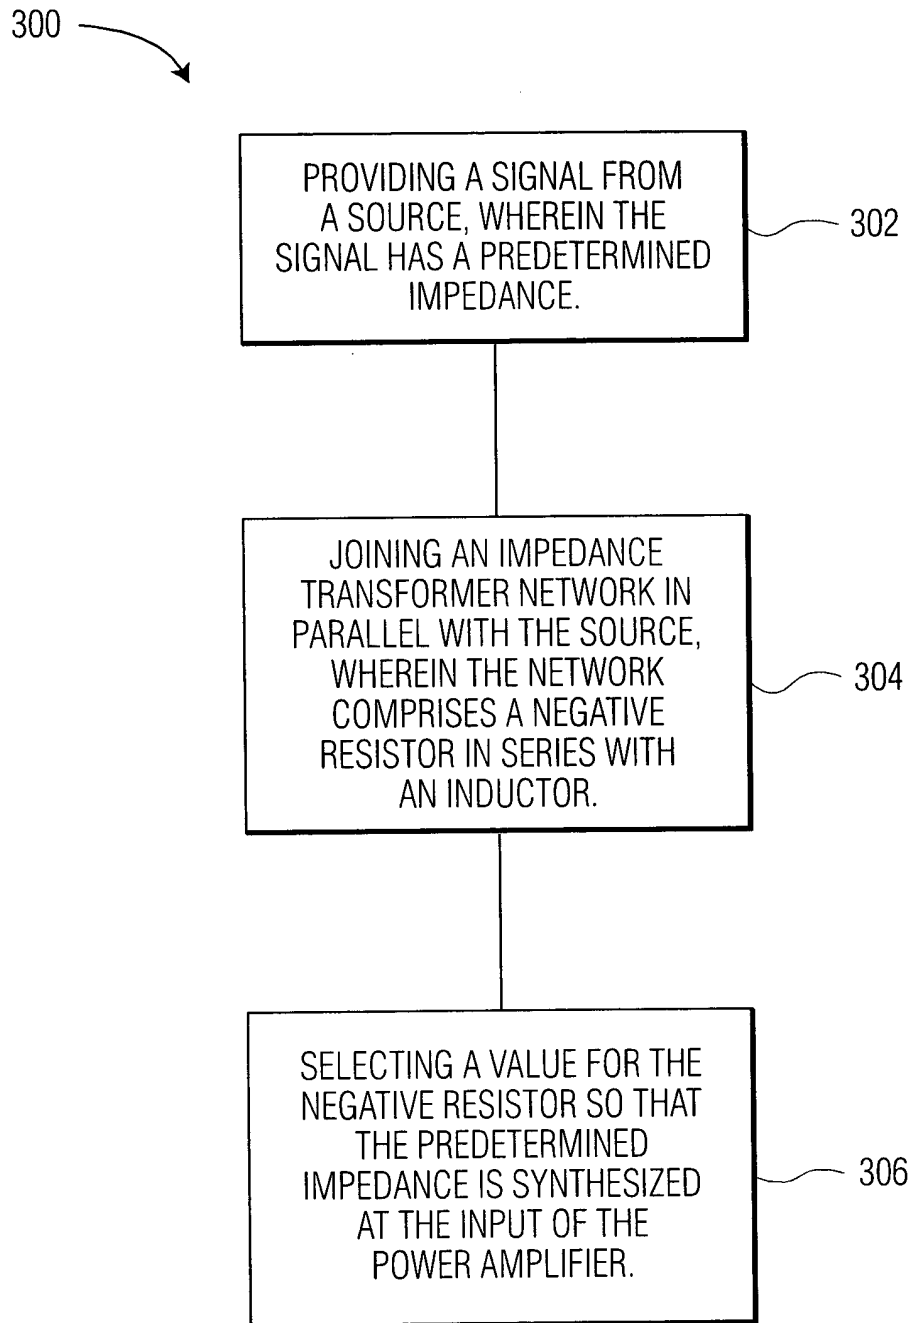 300
PROVIDING A SIGNAL FROM
A SOURCE, WHEREIN THE
SIGNAL HAS A PREDETERMINED
IMPEDANCE.
302
JOINING AN IMPEDANCE
TRANSFORMER NETWORK IN
PARALLEL WITH THE SOURCE,
WHEREIN THE NETWORK
COMPRISES A NEGATIVE
RESISTOR IN SERIES WITH
AN INDUCTOR.
304
SELECTING A VALUE FOR THE
NEGATIVE RESISTOR SO THAT
THE PREDETERMINED
IMPEDANCE IS SYNTHESIZED
AT THE INPUT OF THE
POWER AMPLIFIER.
306